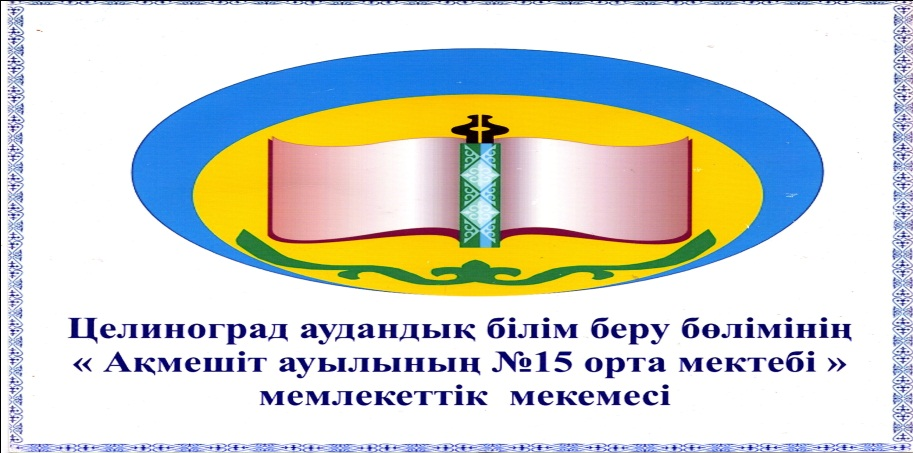 Целиноград аудандық білім беру бөлімінің
« Ақмешіт ауылының №15 орта мектебі »
мемлекеттік мекемесі